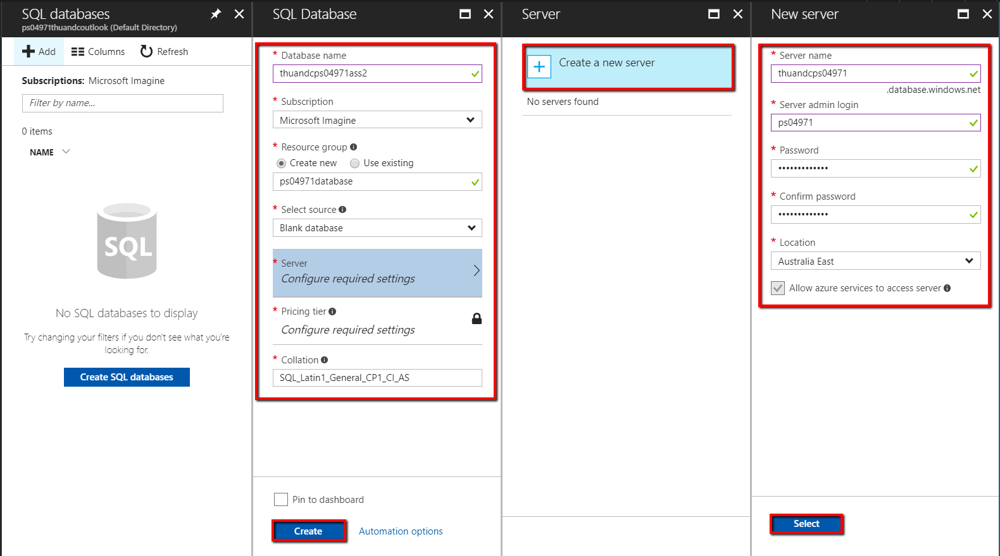 SQL databases
ps04971thuandcoutlook (Default Directory)
Add
Columns
Refresh
Subscriptions: Microsoft Imagine
Filter by name...
0 items
NAME
SQL
No SQL databases to display
Try changing your filters if you don't see what you're
looking for.
Create SQL databases
SQL Database
* Database name
thuandcps04971ass2
* Subscription
Microsoft Imagine
* Resource group
Create new
Use existing
ps04971database
* Select source
Blank database
* Server
Configure required settings
* Pricing tier
Configure required settings
* Collation
SQL_Latin1_General_CP1_CI_AS
Pin to dashboard
Create
Automation options
Server
Create a new server
No servers found
New server
* Server name
thuandcps04971
.database.windows.net
* Server admin login
ps04971
* Password
•••••••••••••
* Confirm password
•••••••••••••
* Location
Australia East
Allow azure services to access server
Select